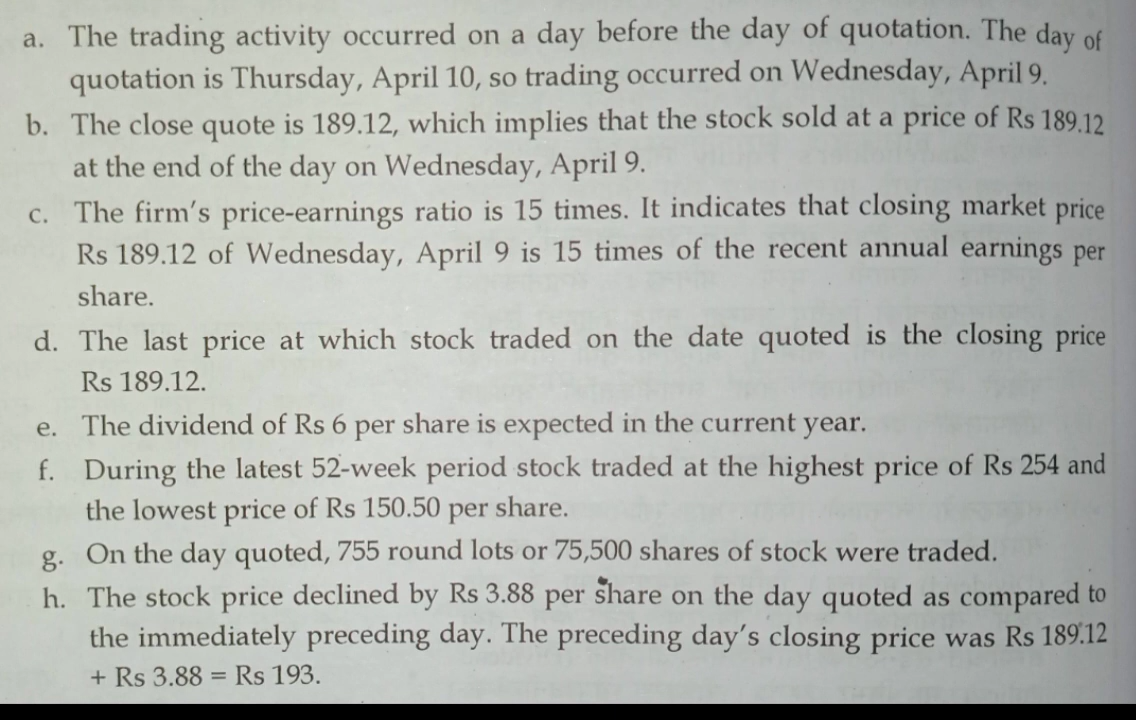 a. The trading activity occurred on a day before the day of quotation. The day of
quotation is Thursday, April 10, so trading occurred on Wednesday, April 9.
b. The close quote is 189.12, which implies that the stock sold at a price of Rs 189.12
at the end of the day on Wednesday, April 9.
c. The firm's price-earnings ratio is 15 times. It indicates that closing market price
Rs 189.12 of Wednesday, April 9 is 15 times of the recent annual earnings per
share.
d. The last price at which stock traded on the date quoted is the closing price
Rs 189.12.
e. The dividend of Rs 6 per share is expected in the current year.
f. During the latest 52-week period stock traded at the highest price of Rs 254 and
the lowest price of Rs 150.50 per share.
g. On the day quoted, 755 round lots or 75,500 shares of stock were traded.
h. The stock price declined by Rs 3.88 per share on the day quoted as compared to
the immediately preceding day. The preceding day's closing price was Rs 189.12
+ Rs 3.88 = Rs 193.